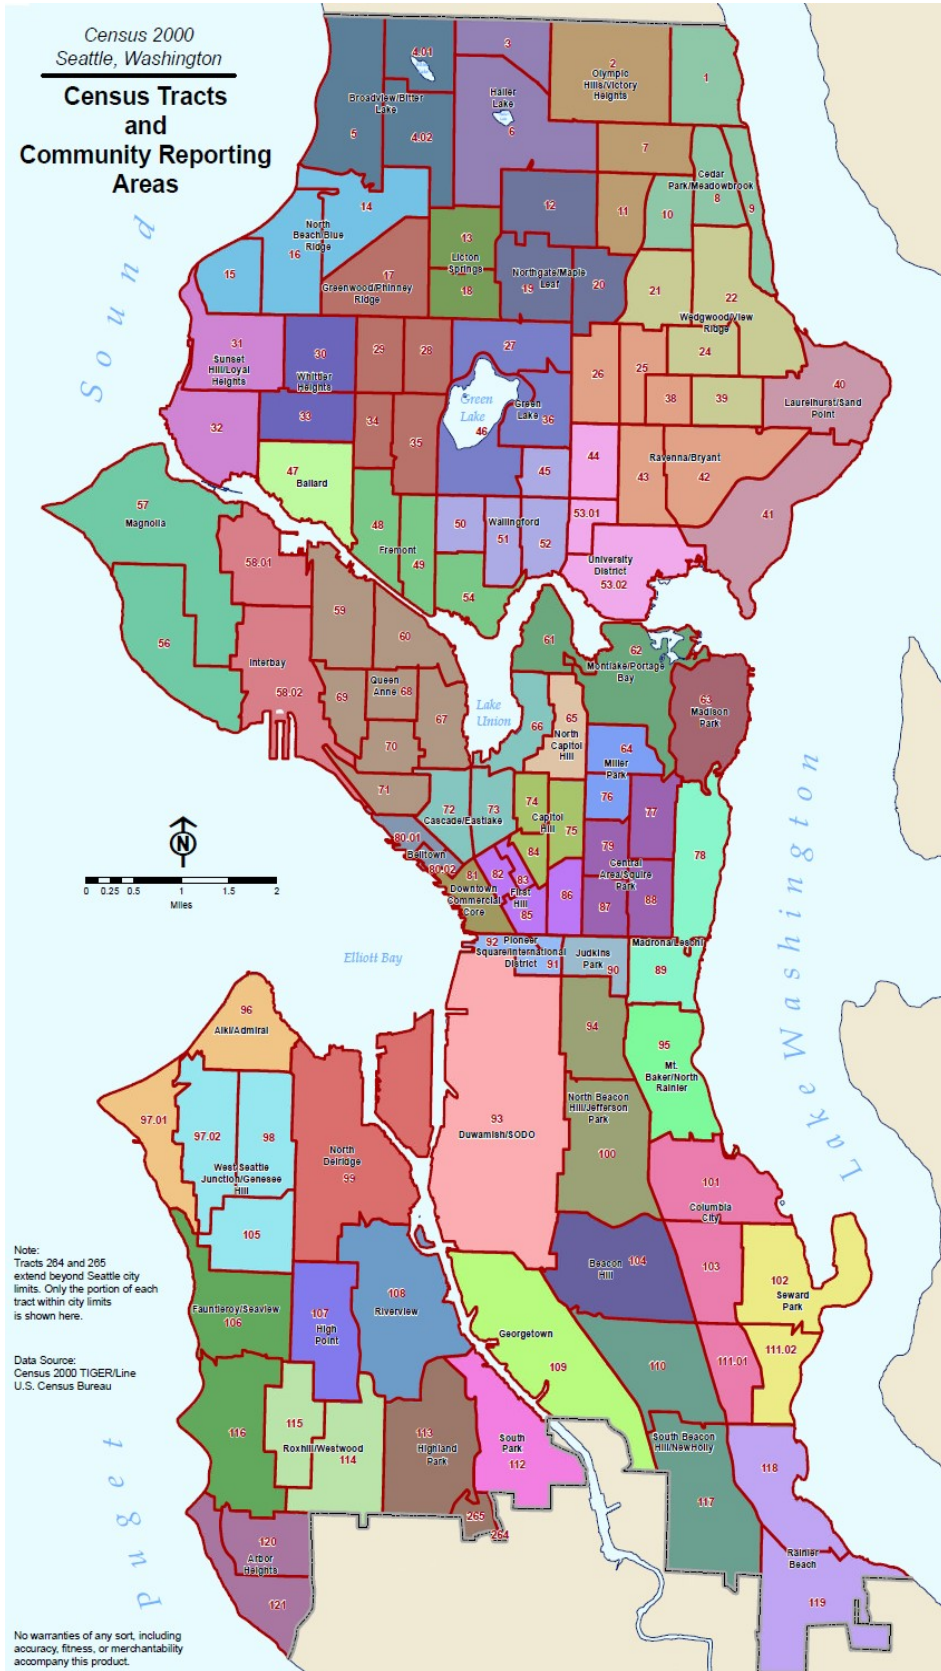 Census 2000
Seattle, Washington
Census Tracts
and
Community Reporting
Areas
Puget Sound
Lake Washington
3
4.01
2
Olympic
Hills/Victory
Heights
1
Broadview/Bitter
Lake
5
4.02
Haller
Lake
6
7
Cedar
Park/Meadowbrook
8
9
10
11
12
14
North
Beach/Blue
Ridge
16
15
13
Licton
Springs
18
17
Greenwood/Phinney
Ridge
Northgate/Maple
Leaf
19
20
21
22
Wedgwood/View
Ridge
24
31
Sunset
Hill/Loyal
Heights
30
Whittier
Heights
33
32
29
28
27
26
25
38
39
40
Laurelhurst/Sand
Point
Green
Lake
46
Green
Lake
36
34
35
47
Ballard
45
44
Ravenna/Bryant
43
42
41
57
Magnolia
58.01
48
Fremont
49
50
Wallingford
51
52
53.01
University
District
53.02
54
56
59
60
61
62
Montlake/Portage
Bay
Interbay
58.02
Queen
Anne
68
69
67
70
71
Lake
Union
66
65
North
Capitol
Hill
63
Madison
Park
64
Miller
Park
76
77
78
72
73
Cascade/Eastlake
74
Capitol
Hill
75
84
79
Central
Area/Squire
Park
80.01
Belltown
80.02
81
Downtown
Commercial
Core
82
83
First
Hill
85
86
87
88
N
0 0.25 0.5 1 1.5 2
Miles
Elliott Bay
92
Pioneer
Square/International
District
91
Judkins
Park
90
Madrona/Leschi
89
94
95
Mt.
Baker/North
Rainier
96
Alki/Admiral
97.01
97.02
98
West Seattle
Junction/Genesee
Hill
105
North
Delridge
99
93
Duwamish/SODO
North Beacon
Hill/Jefferson
Park
100
101
Columbia
City
103
102
Seward
Park
Beacon
Hill
104
Note:
Tracts 264 and 265
extend beyond Seattle city
limits. Only the portion of each
tract within city limits
is shown here.
Fauntleroy/Seaview
106
107
High
Point
108
Riverview
Georgetown
109
110
111.01
111.02
Data Source:
Census 2000 TIGER/Line
U.S. Census Bureau
116
115
Roxhill/Westwood
114
113
Highland
Park
South
Park
112
South Beacon
Hill/NewHolly
117
118
265
264
120
Arbor
Heights
121
Rainier
Beach
119
No warranties of any sort, including
accuracy, fitness, or merchantability
accompany this product.